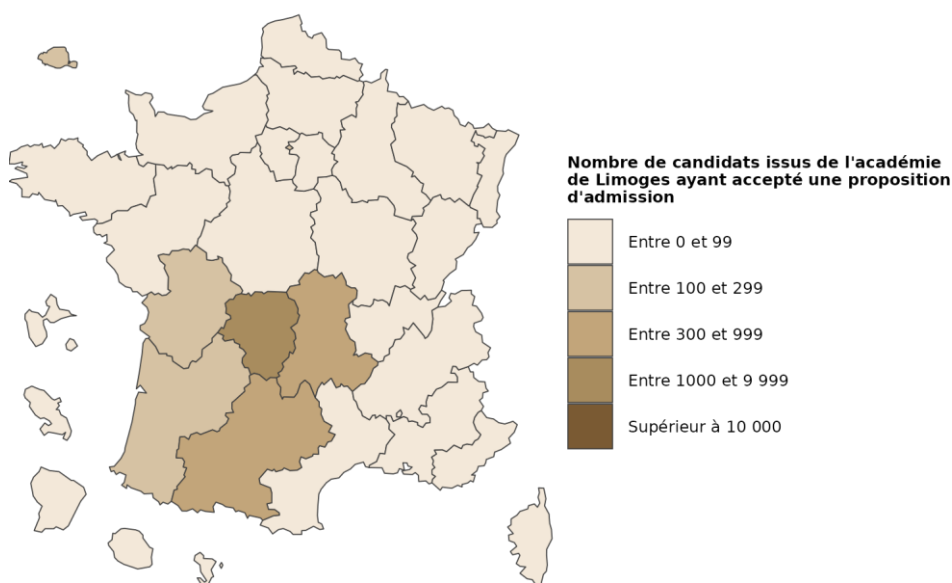 Nombre de candidats issus de l'académie
de Limoges ayant accepté une proposition
d'admission
Entre 0 et 99
Entre 100 et 299
Entre 300 et 999
Entre 1000 et 9 999
Supérieur à 10 000